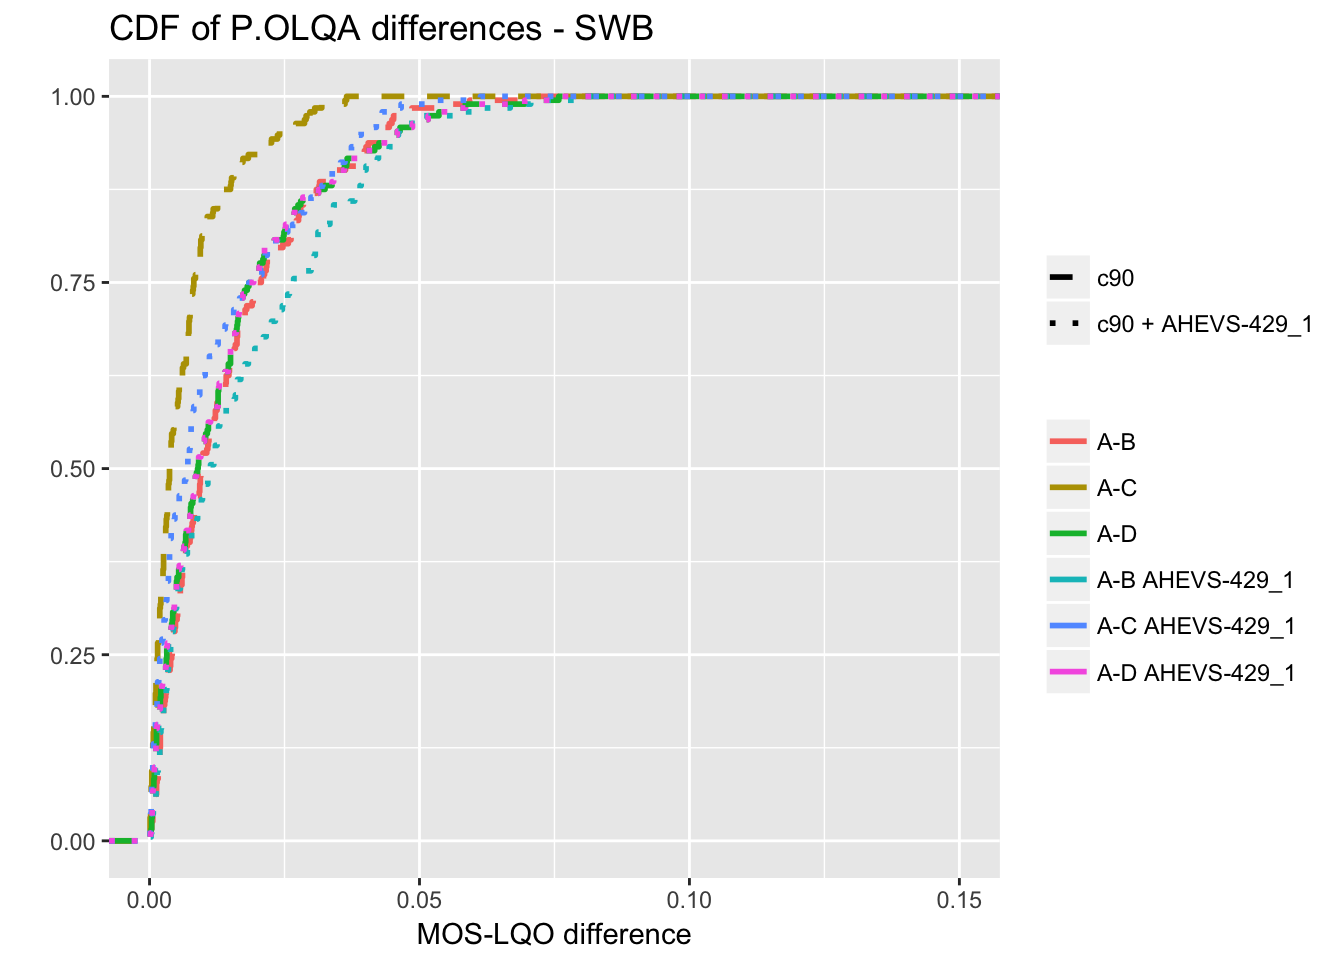 CDF of P.OLQA differences - SWB
1.00
0.75
0.50
0.25
0.00
0.00
0.05
0.10
0.15
MOS-LQO difference
c90
c90 + AHEVS-429_1
A-B
A-C
A-D
A-B AHEVS-429_1
A-C AHEVS-429_1
A-D AHEVS-429_1